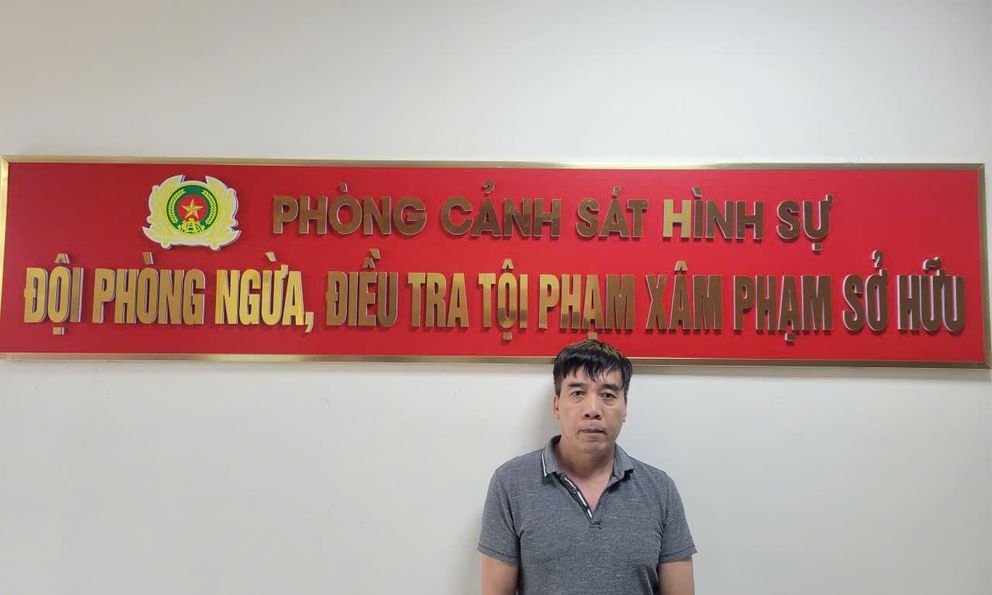 PHÒNG CẢNH SÁT HÌNH SỰ
ĐỘI PHÒNG NGỪA, ĐIỀU TRA TỘI PHẠM XÂM PHẠM SỞ HỮU